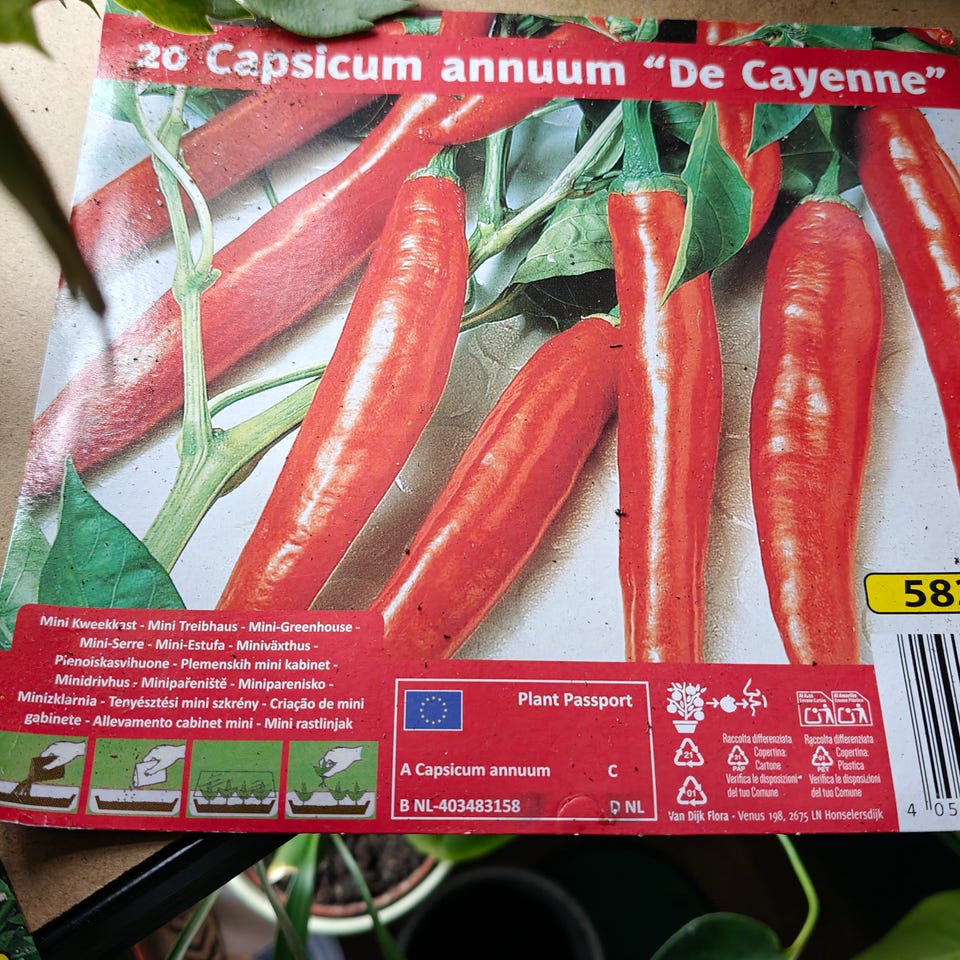 20 Capsicum annuum “De Cayenne”
Mini Kweekkast - Mini Treibhaus - Mini-Greenhouse -
Mini-Serre - Mini-Estufa - Miniväxthus -
Pienoiskasvihuone - Plemenskih mini kabinet -
Minidrivhus - Minipařeniště - Miniparenisko -
Minizklarnia - Tenyésztési mini szkrény - Criação de mini
gabinete - Allevamento cabinet mini - Mini rastlinjak
Plant Passport
A Capsicum annuum C
B NL-403483158 D NL
21
01
Raccolta differenziata
21
PAP
Copertina:
Cartone
Verifica le disposizioni
del tuo Comune
Raccolta differenziata
01
PET
Copertina:
Plastica
Verifica le disposizioni
del tuo Comune
Van Dijk Flora - Venus 198, 2675 LN Honselersdijk
58
4 05